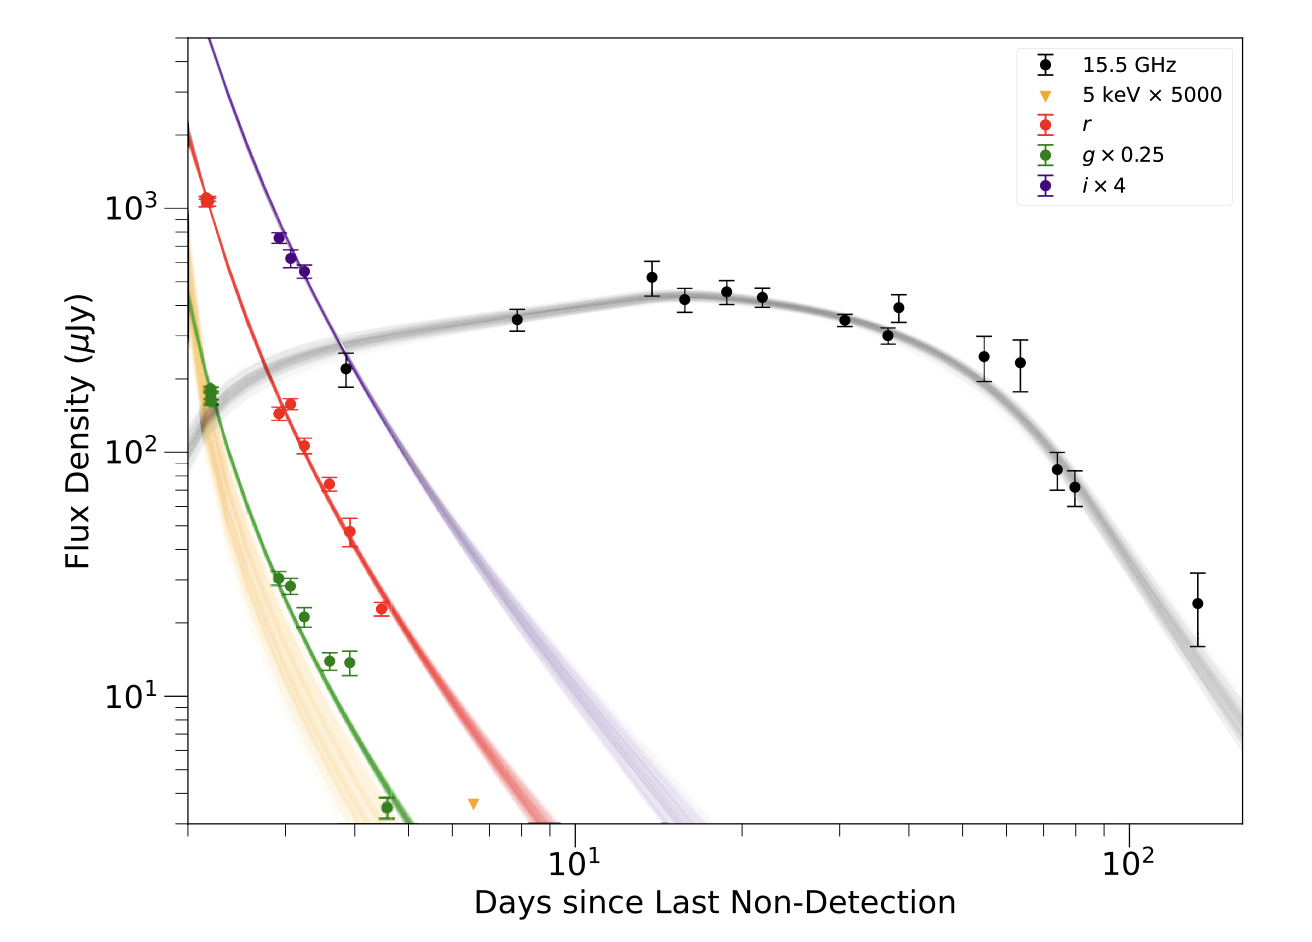 15.5 GHz
5 keV × 5000
r
g × 0.25
i × 4
10³
10²
10¹
Flux Density (μJy)
10¹ 10²
Days since Last Non-Detection